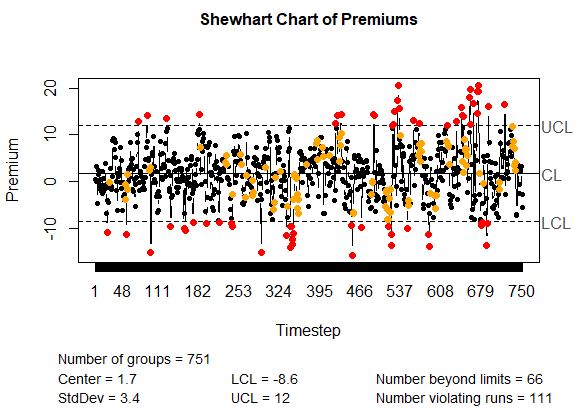 Shewhart Chart of Premiums
Premium
20
10
0
-10
UCL
CL
LCL
1 48 111 182 253 324 395 466 537 608 679 750
Timestep
Number of groups = 751
Center = 1.7 LCL = -8.6 Number beyond limits = 66
StdDev = 3.4 UCL = 12 Number violating runs = 111